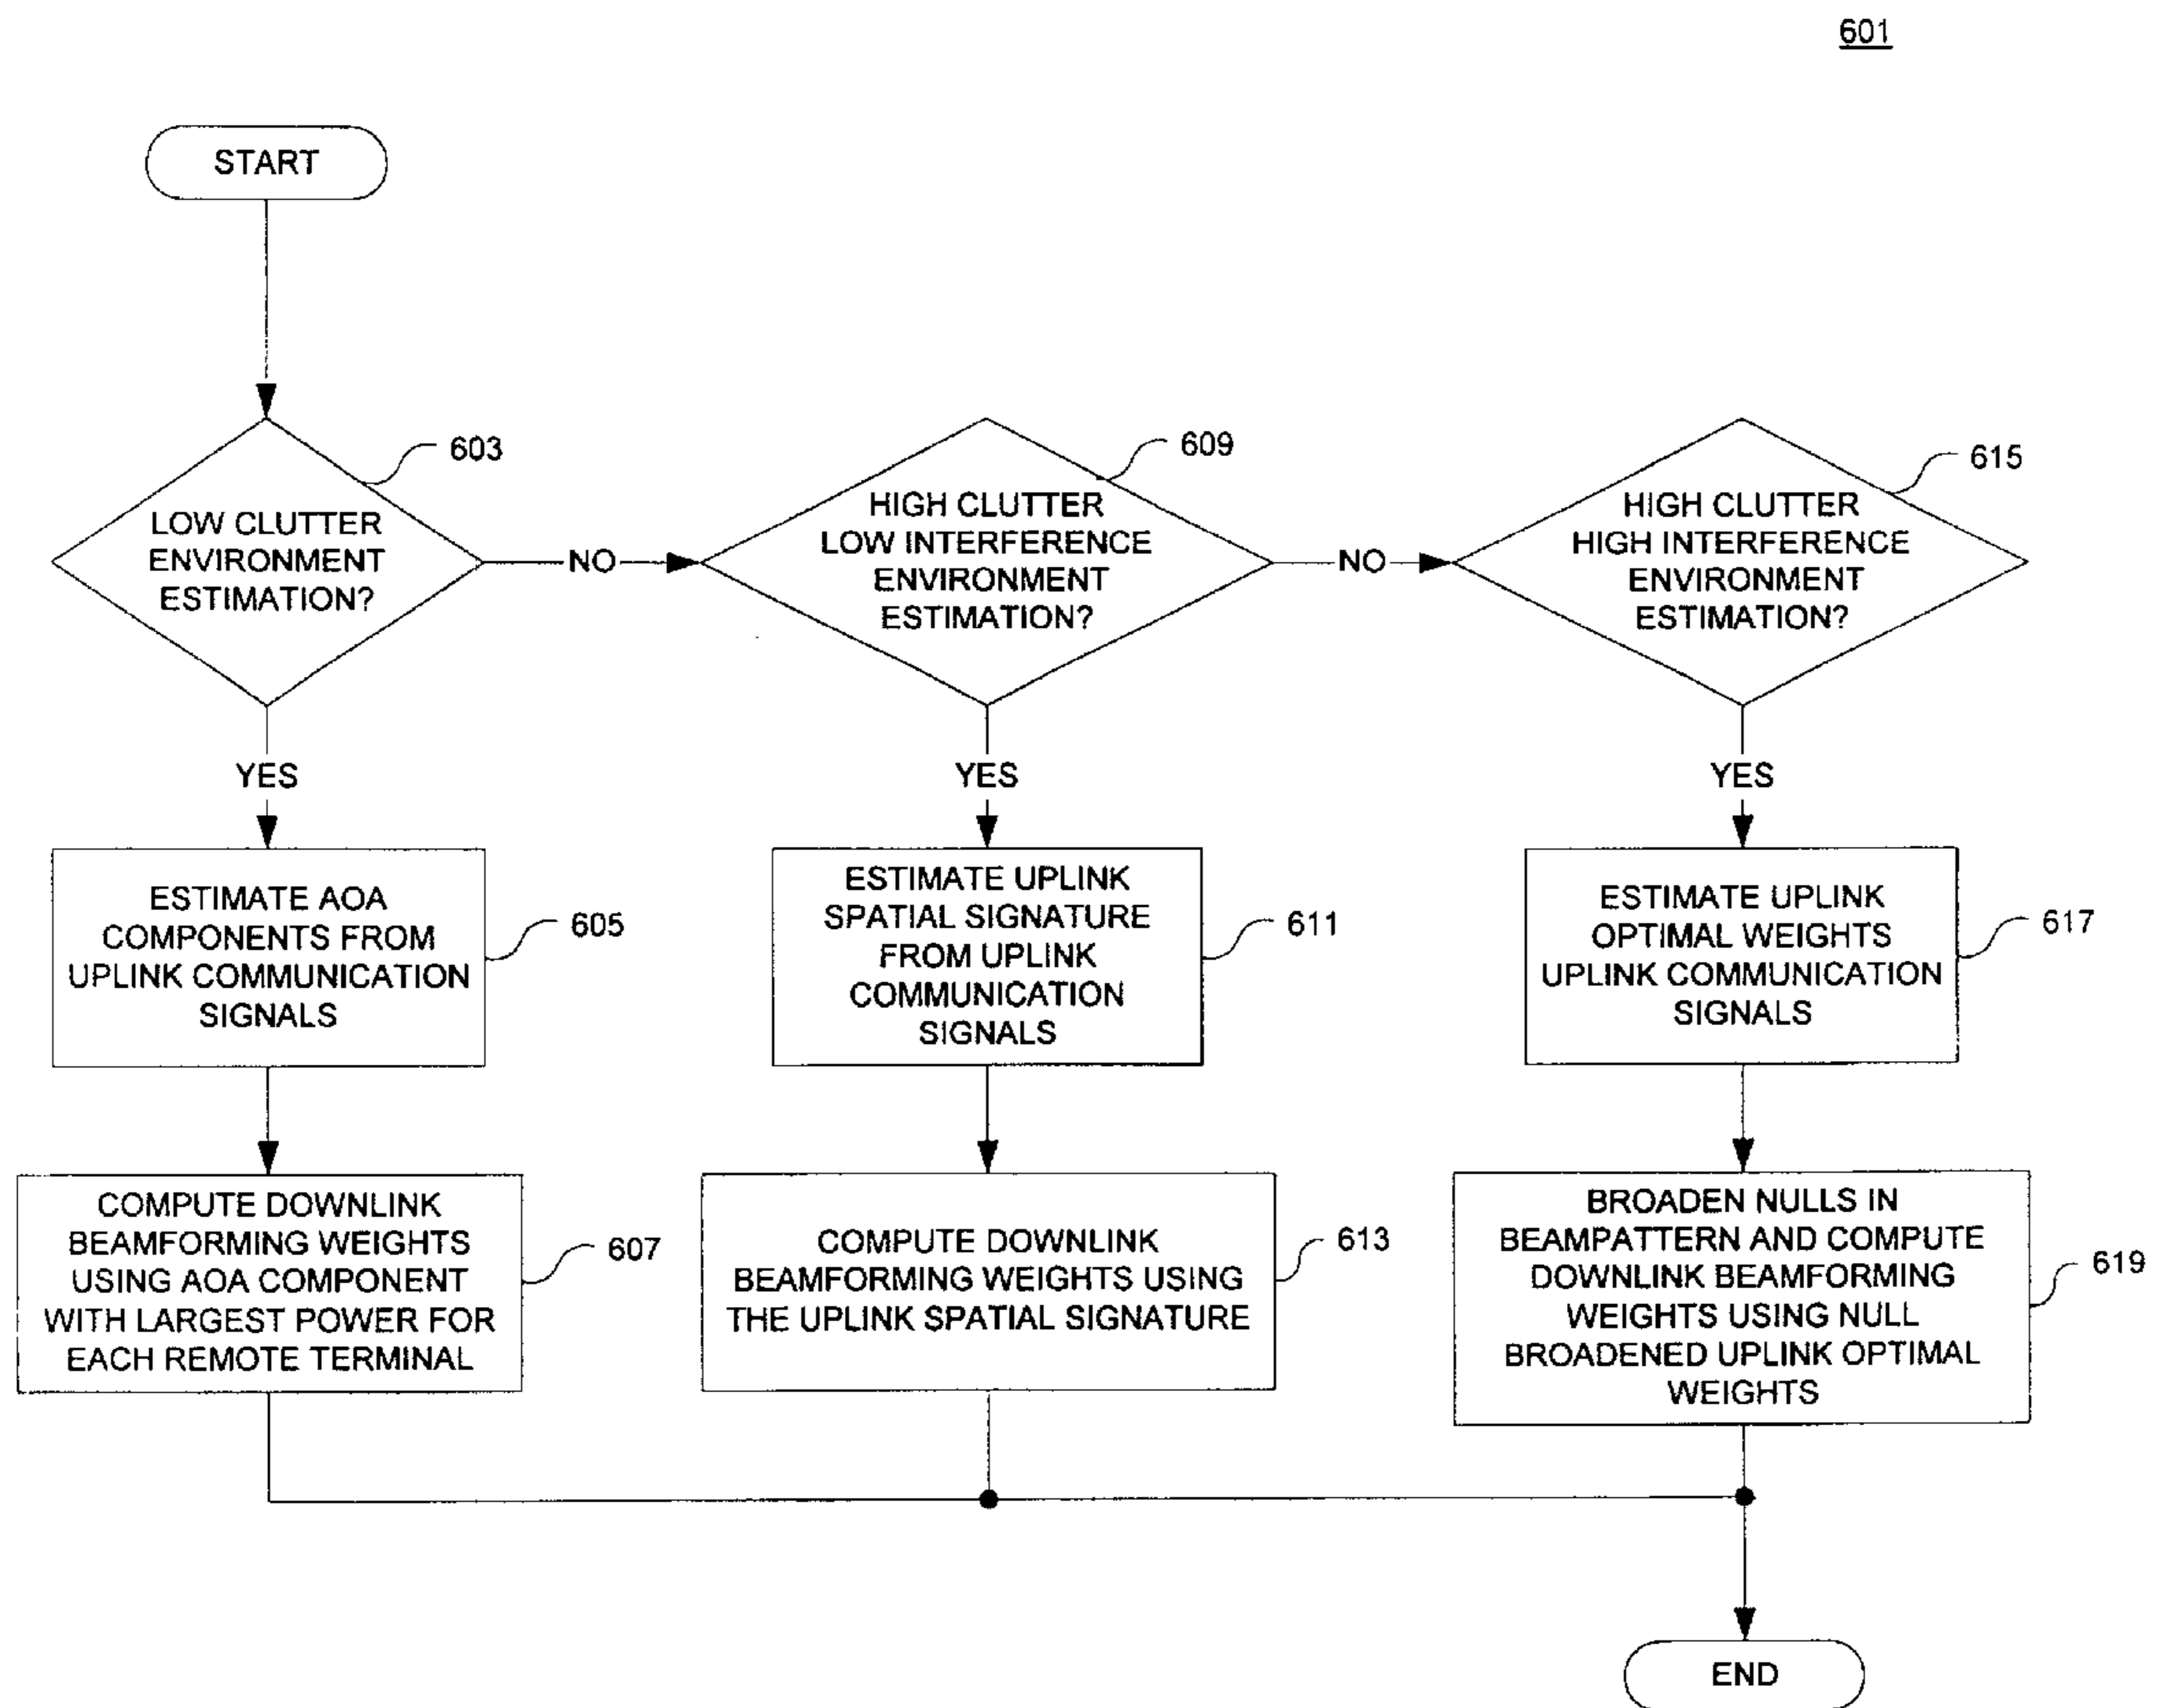 601
START
603
LOW CLUTTER
ENVIRONMENT
ESTIMATION?
NO
609
HIGH CLUTTER
LOW INTERFERENCE
ENVIRONMENT
ESTIMATION?
NO
615
HIGH CLUTTER
HIGH INTERFERENCE
ENVIRONMENT
ESTIMATION?
YES
YES
YES
ESTIMATE AOA
COMPONENTS FROM
UPLINK COMMUNICATION
SIGNALS
605
ESTIMATE UPLINK
SPATIAL SIGNATURE
FROM UPLINK
COMMUNICATION
SIGNALS
611
ESTIMATE UPLINK
OPTIMAL WEIGHTS
UPLINK COMMUNICATION
SIGNALS
617
COMPUTE DOWNLINK
BEAMFORMING WEIGHTS
USING AOA COMPONENT
WITH LARGEST POWER FOR
EACH REMOTE TERMINAL
607
COMPUTE DOWNLINK
BEAMFORMING WEIGHTS USING
THE UPLINK SPATIAL SIGNATURE
613
BROADEN NULLS IN
BEAMPATTERN AND COMPUTE
DOWNLINK BEAMFORMING
WEIGHTS USING NULL
BROADENED UPLINK OPTIMAL
WEIGHTS
619
END